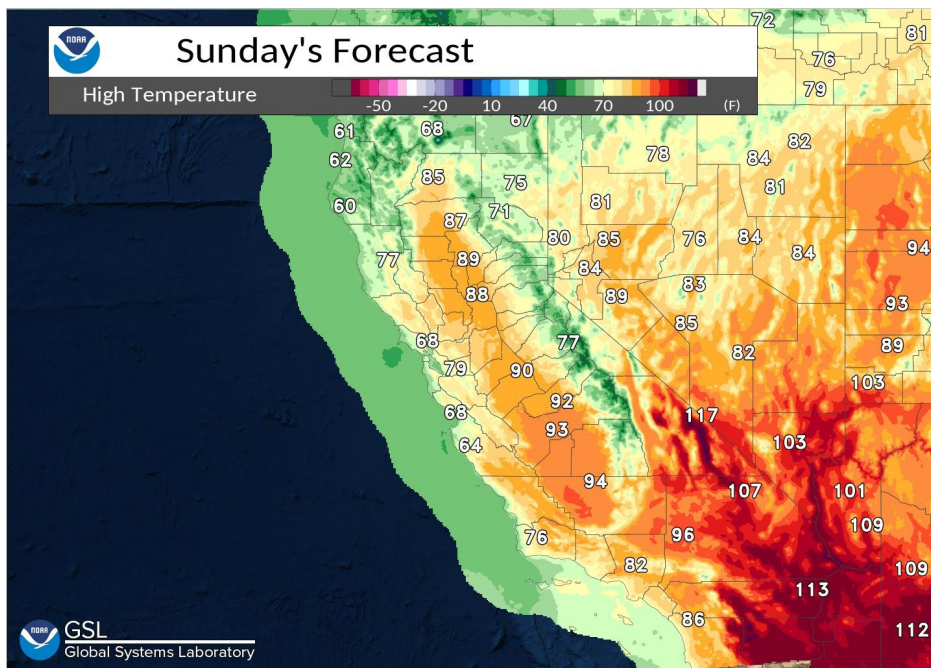 NOAA
Sunday's Forecast
High Temperature
-50 -20 10 40 70 100 (F)
72
81
76
79
61 68 67
82
62 78 84
85 75 81
60 71 81
87
77 80 85 76 84 94
89 84 84
88 89 83 93
85
68 77 82 89
79 90 103
68 92 117
64 93 103
94 107 101
76 96 109
82 109
113
86 112
NOAA
GSL
Global Systems Laboratory